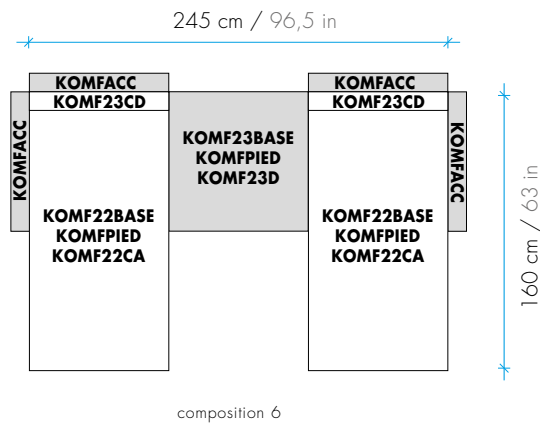 245 cm / 96,5 in
KOMFACC
KOMFACC
KOMF23CD
KOMF23CD
KOMFACC
KOMFACC
KOMF23BASE
KOMFPIED
KOMF23D
KOMF22BASE
KOMFPIED
KOMF22CA
KOMF22BASE
KOMFPIED
KOMF22CA
160 cm / 63 in
composition 6